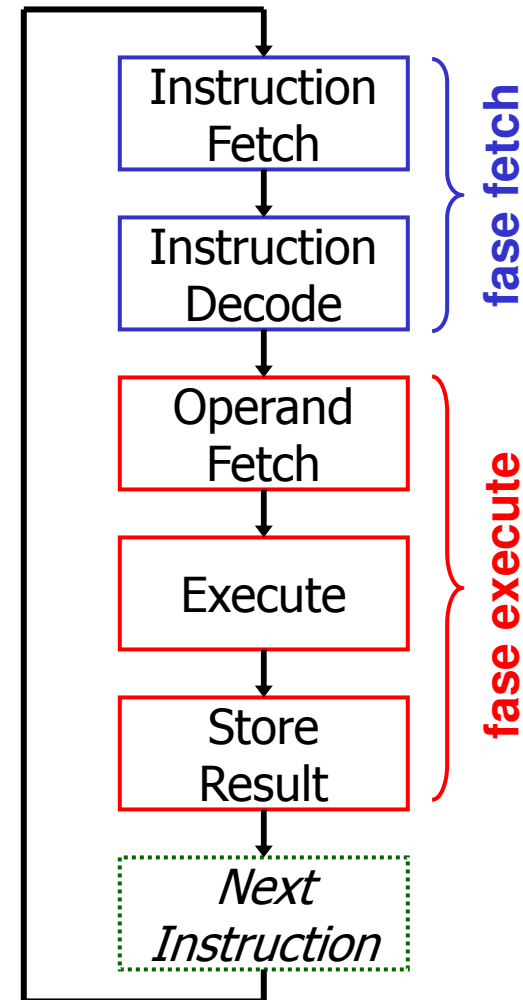 Instruction
Fetch
Instruction
Decode
fase fetch
Operand
Fetch
Execute
Store
Result
fase execute
Next
Instruction